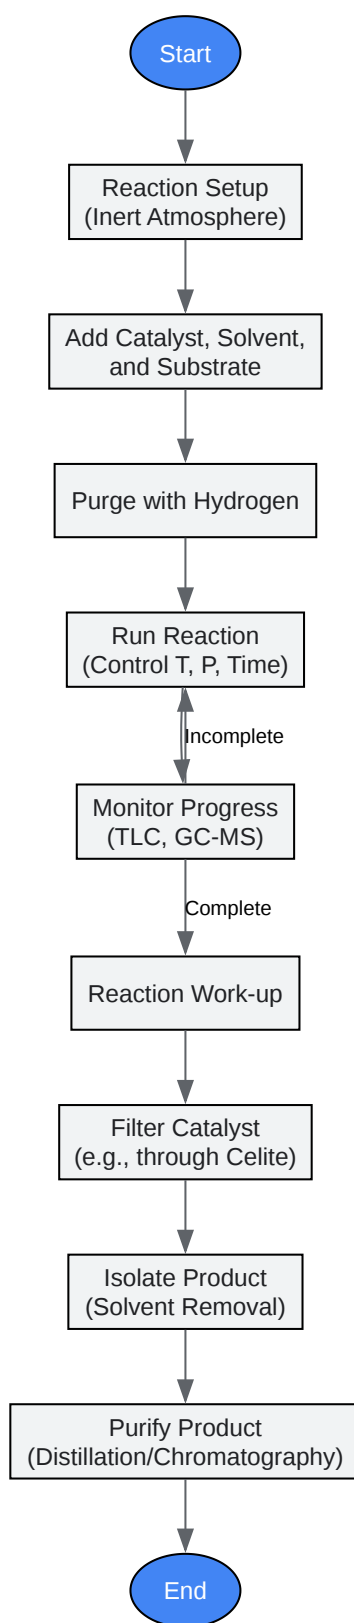 Start
Reaction Setup
(Inert Atmosphere)
Add Catalyst, Solvent,
and Substrate
Purge with Hydrogen
Run Reaction
(Control T, P, Time)
Incomplete
Monitor Progress
(TLC, GC-MS)
Complete
Reaction Work-up
Filter Catalyst
(e.g., through Celite)
Isolate Product
(Solvent Removal)
Purify Product
(Distillation/Chromatography)
End